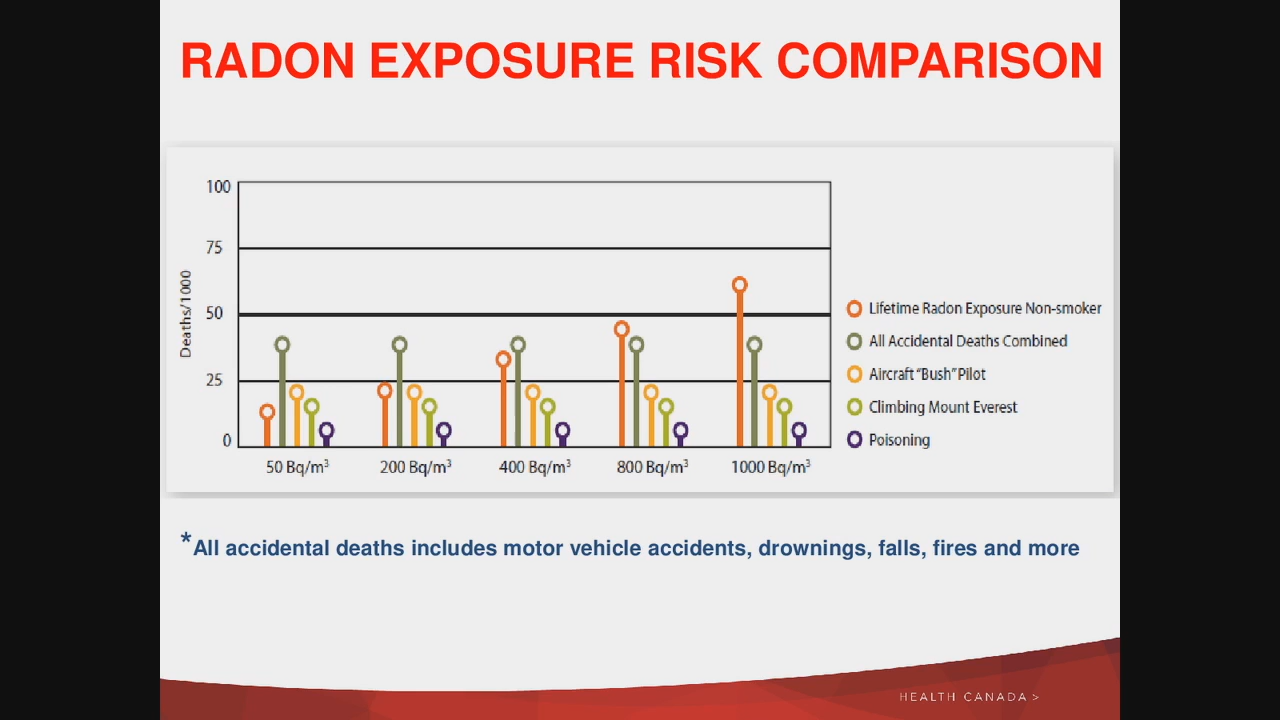 RADON EXPOSURE RISK COMPARISON
Deaths/1000
100
75
50
25
0
50 Bq/m³
200 Bq/m³
400 Bq/m³
800 Bq/m³
1000 Bq/m³
Lifetime Radon Exposure Non-smoker
All Accidental Deaths Combined
Aircraft “Bush” Pilot
Climbing Mount Everest
Poisoning
*All accidental deaths includes motor vehicle accidents, drownings, falls, fires and more
HEALTH CANADA >